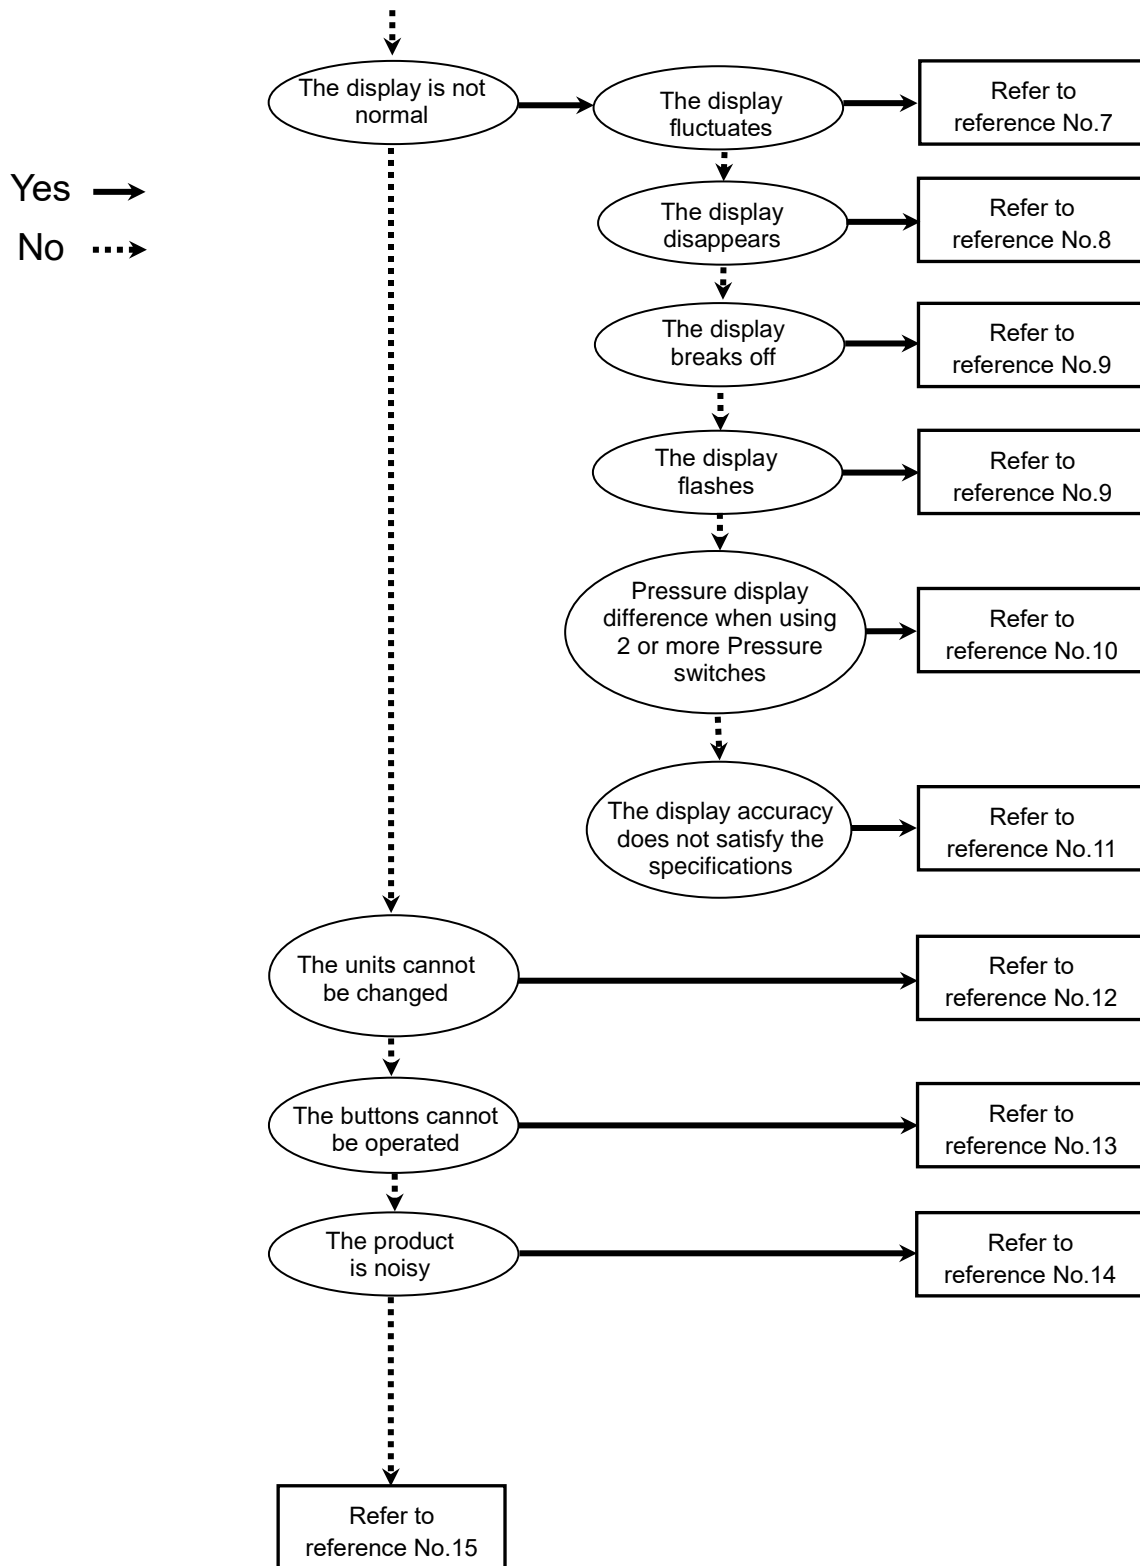 The display is not
normal
The display
fluctuates
Refer to
reference No.7
Yes
No
The display
disappears
Refer to
reference No.8
The display
breaks off
Refer to
reference No.9
The display
flashes
Refer to
reference No.9
Pressure display
difference when using
2 or more Pressure
switches
Refer to
reference No.10
The display accuracy
does not satisfy the
specifications
Refer to
reference No.11
The units cannot
be changed
Refer to
reference No.12
The buttons cannot
be operated
Refer to
reference No.13
The product
is noisy
Refer to
reference No.14
Refer to
reference No.15